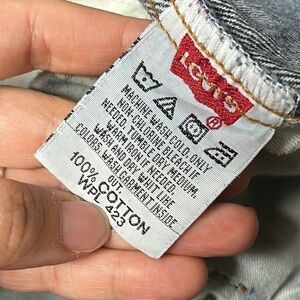 LEVI'S
®
MACHINE WASH COLD. ONLY
NON-CHLORINE BLEACH IF
NEEDED. TUMBLE DRY MEDIUM.
WARM IRON IF NEEDED.
WASH AND DRY WHITE LIKE
COLORS. WASH GARMENT INSIDE
OUT.
100% COTTON
WPL 423